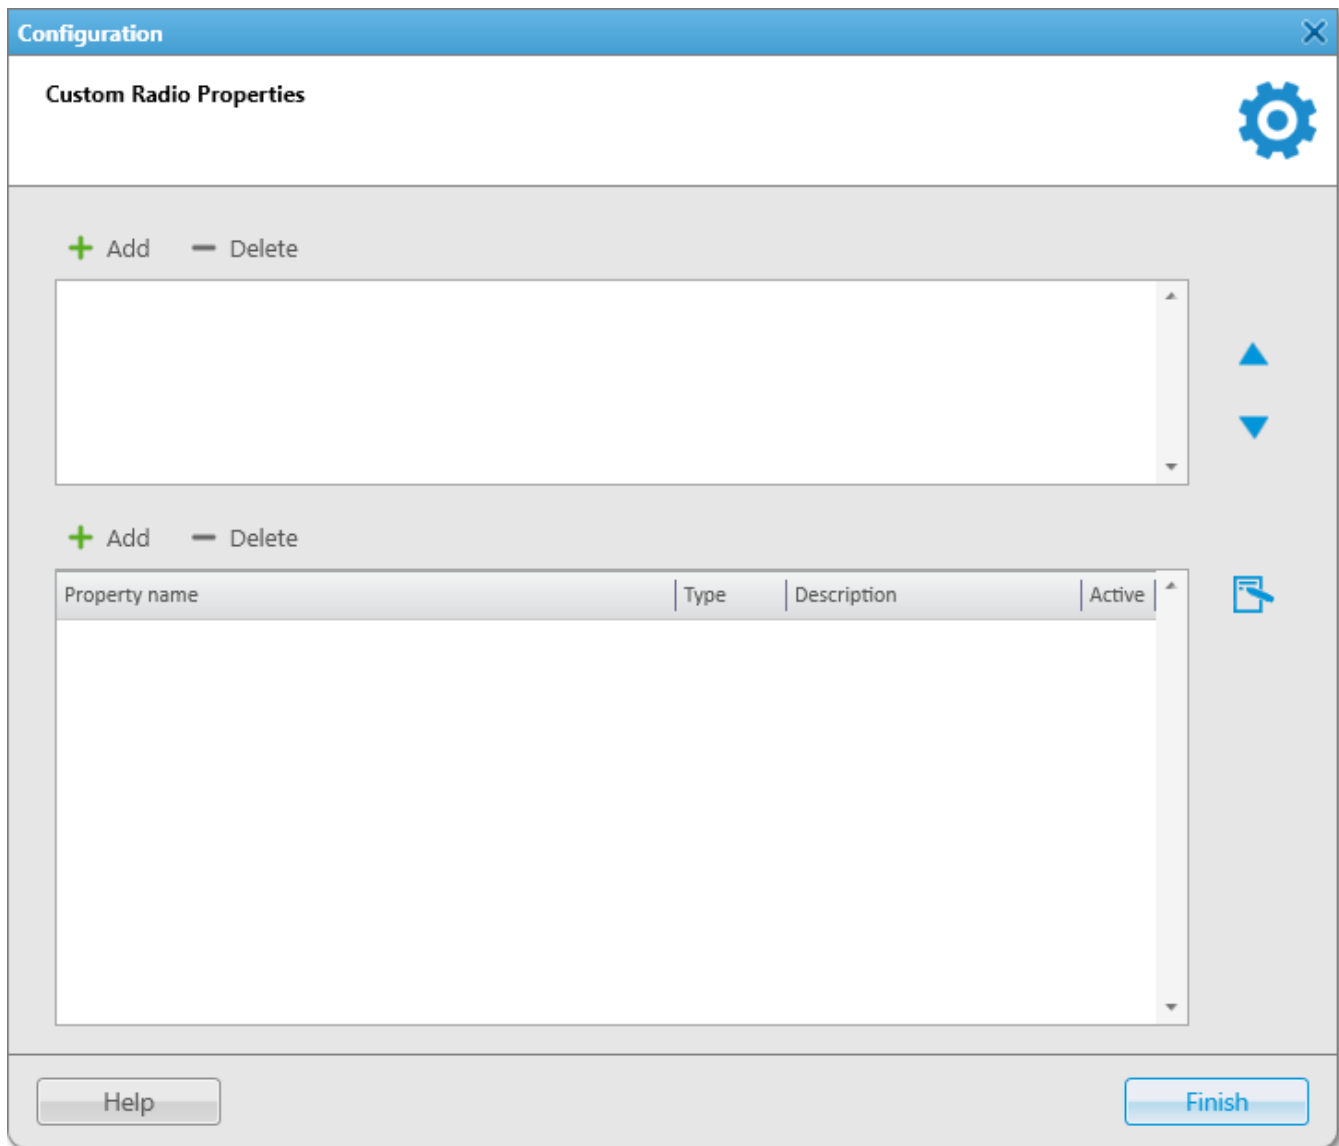 Configuration
Custom Radio Properties
Add Delete
Add Delete
Property name Type Description Active
Help Finish